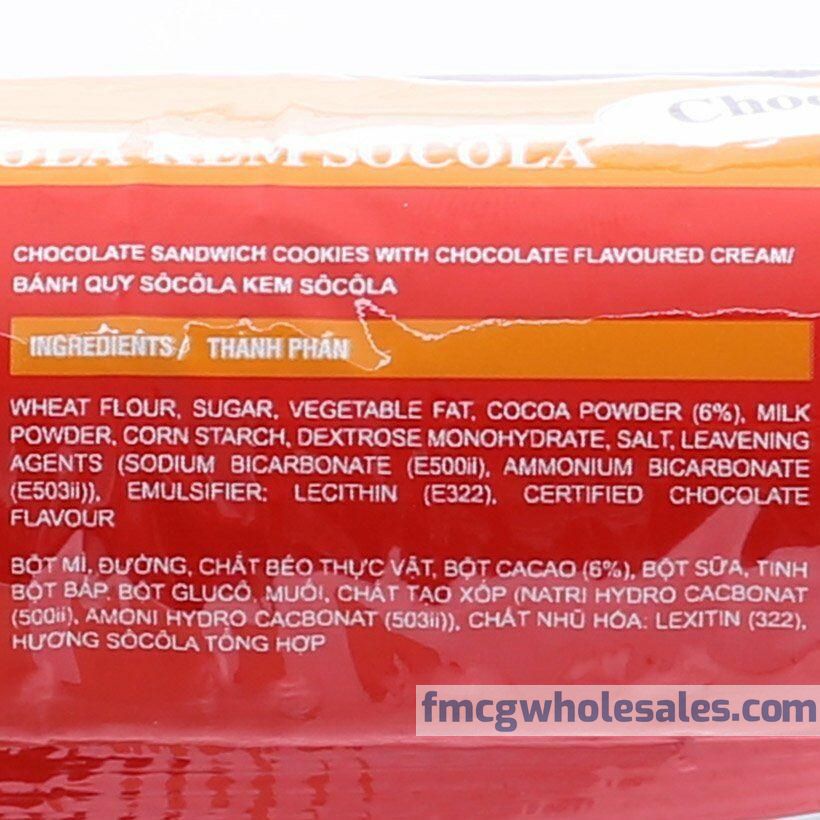 Choc
OLA KEM SOCOLA
CHOCOLATE SANDWICH COOKIES WITH CHOCOLATE FLAVOURED CREAM/
BÁNH QUY SÔCÔLA KEM SÔCÔLA
INGREDIENTS / THÀNH PHẦN
WHEAT FLOUR, SUGAR, VEGETABLE FAT, COCOA POWDER (6%), MILK
POWDER, CORN STARCH, DEXTROSE MONOHYDRATE, SALT, LEAVENING
AGENTS (SODIUM BICARBONATE (E500ii), AMMONIUM BICARBONATE
(E503ii)), EMULSIFIER: LECITHIN (E322), CERTIFIED CHOCOLATE
FLAVOUR
BỘT MÌ, ĐƯỜNG, CHẤT BÉO THỰC VẬT, BỘT CACAO (6%), BỘT SỮA, TINH
BỘT BẮP, BỘT GLUCÔ, MUỐI, CHẤT TẠO XỐP (NATRI HYDRO CACBONAT
(500ii), AMONI HYDRO CACBONAT (503ii)), CHẤT NHŨ HÓA: LEXITIN (322),
HƯƠNG SÔCÔLA TỔNG HỢP
fmcgwholesales.com